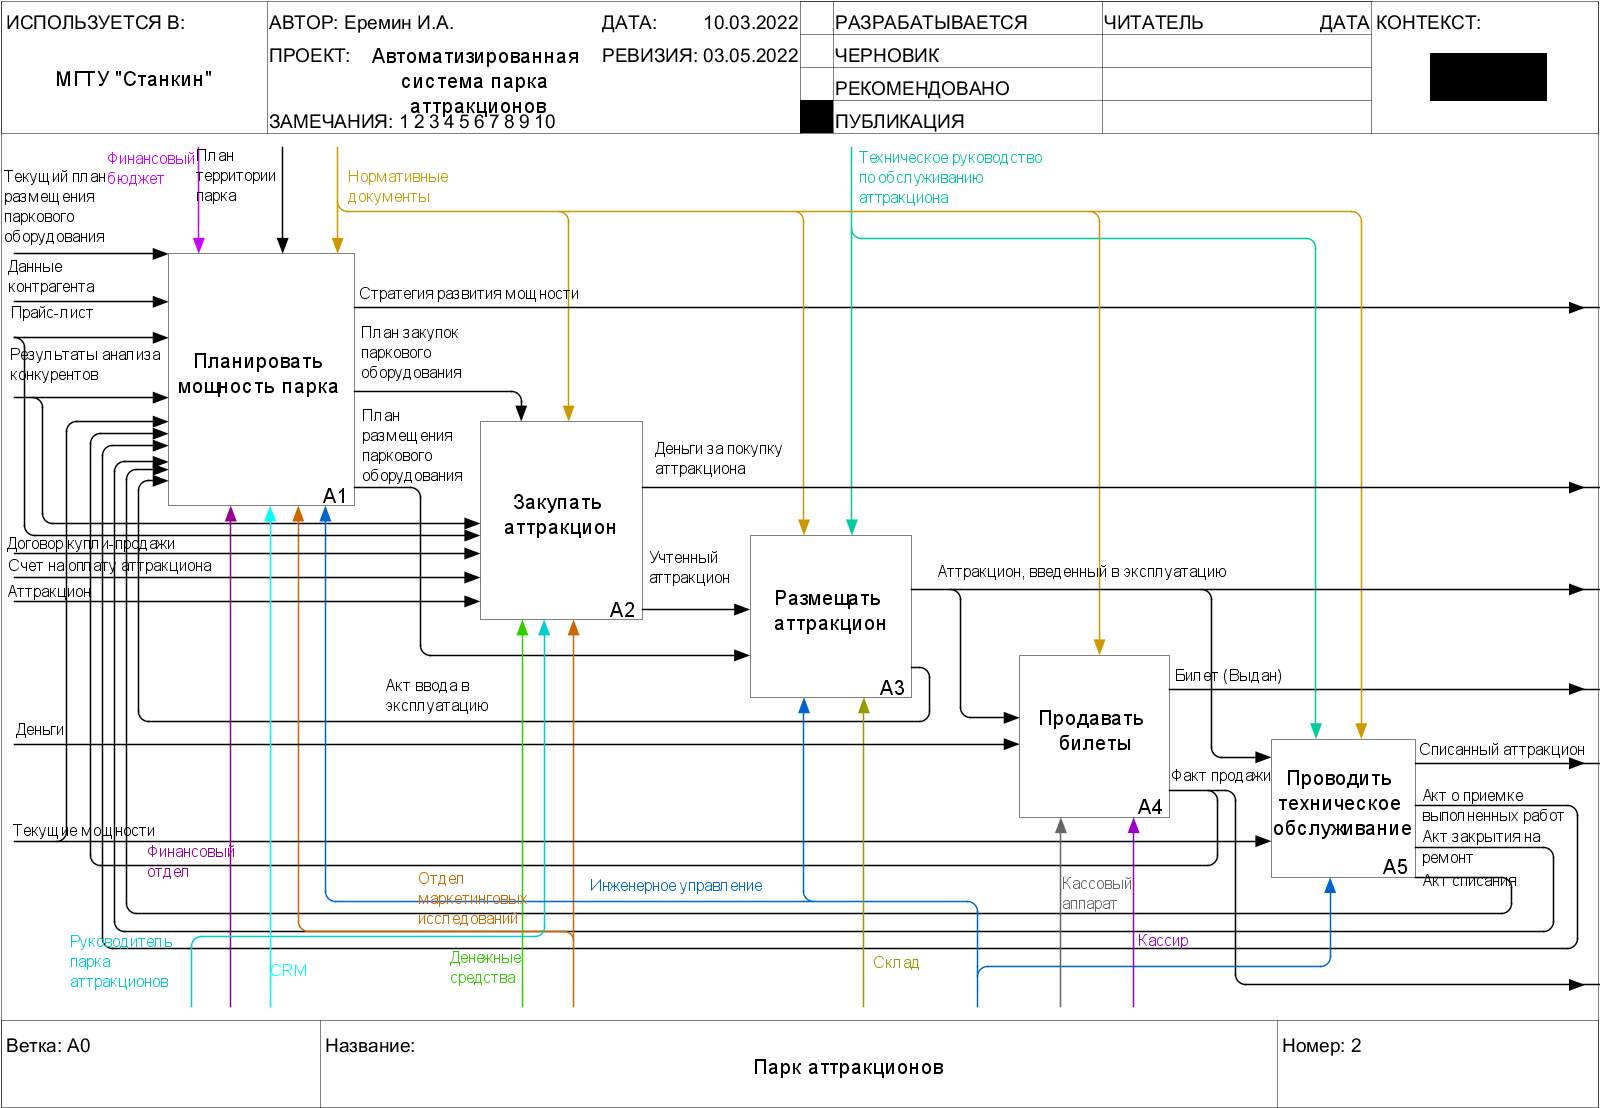 ИСПОЛЬЗУЕТСЯ В:
МГТУ "Станкин"
АВТОР: Еремин И.А.
ДАТА: 10.03.2022
ПРОЕКТ: Автоматизированная
система парка
аттракционов
РЕВИЗИЯ: 03.05.2022
ЗАМЕЧАНИЯ: 1 2 3 4 5 6 7 8 9 10
РАЗРАБАТЫВАЕТСЯ
ЧЕРНОВИК
РЕКОМЕНДОВАНО
ПУБЛИКАЦИЯ
ЧИТАТЕЛЬ
ДАТА
КОНТЕКСТ:
Финансовый
бюджет
План
территории
парка
Нормативные
документы
Техническое руководство
по обслуживанию
аттракциона
Текущий план
размещения
паркового
оборудования
Данные
контрагента
Прайс-лист
Результаты анализа
конкурентов
Планировать
мощность парка
A1
Стратегия развития мощности
План закупок
паркового
оборудования
План
размещения
паркового
оборудования
Закупать
аттракцион
A2
Деньги за покупку
аттракциона
Учтенный
аттракцион
Договор купли-продажи
Счет на оплату аттракциона
Аттракцион
Размещать
аттракцион
A3
Аттракцион, введенный в эксплуатацию
Акт ввода в
эксплуатацию
Деньги
Продавать
билеты
A4
Билет (Выдан)
Факт продажи
Проводить
техническое
обслуживание
A5
Списанный аттракцион
Акт о приемке
выполненных работ
Акт закрытия на
ремонт
Акт списания
Текущие мощности
Финансовый
отдел
Отдел
маркетинговых
исследований
Инженерное управление
Кассовый
аппарат
Кассир
Руководитель
парка
аттракционов
CRM
Денежные
средства
Склад
Ветка: A0
Название:
Парк аттракционов
Номер: 2